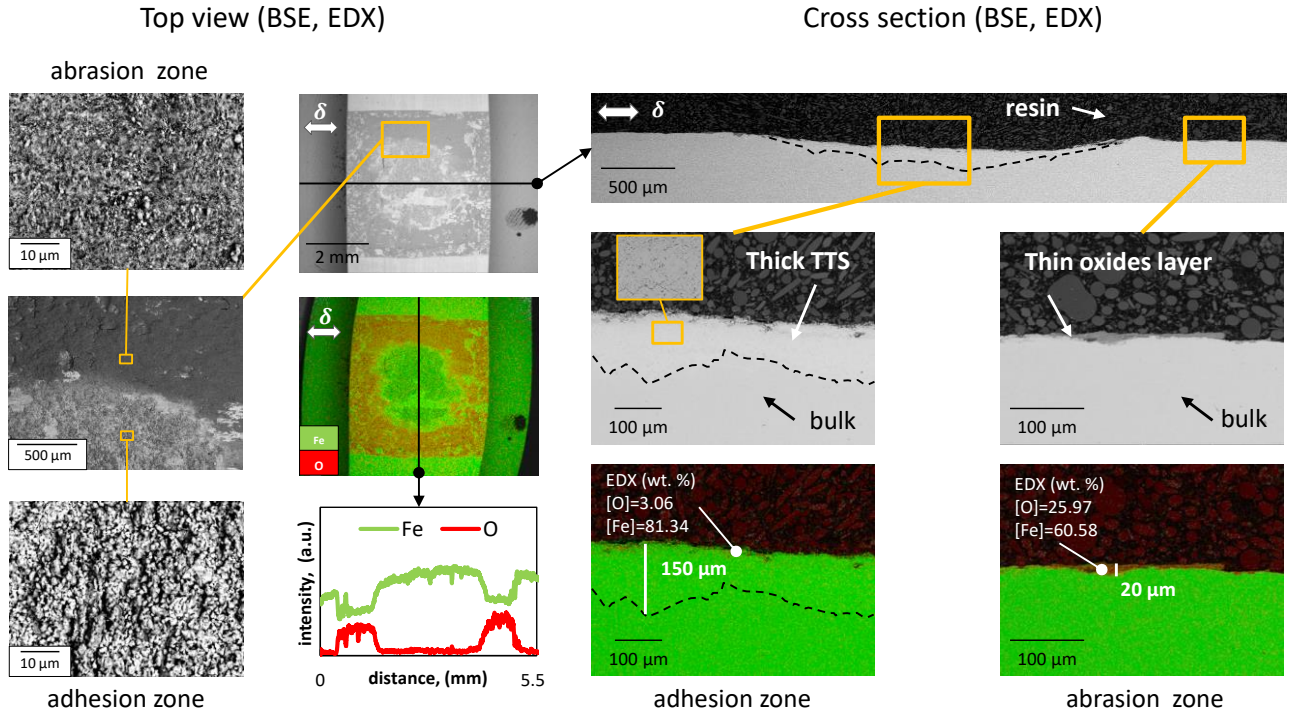 Top view (BSE, EDX)
Cross section (BSE, EDX)
abrasion zone
10 µm
500 µm
10 µm
adhesion zone
δ
2 mm
δ
Fe
O
Fe
O
intensity, (a.u.)
0
distance, (mm)
5.5
δ
resin
500 µm
Thick TTS
bulk
100 µm
Thin oxides layer
bulk
100 µm
EDX (wt. %)
[O]=3.06
[Fe]=81.34
150 µm
100 µm
adhesion zone
EDX (wt. %)
[O]=25.97
[Fe]=60.58
20 µm
100 µm
abrasion zone